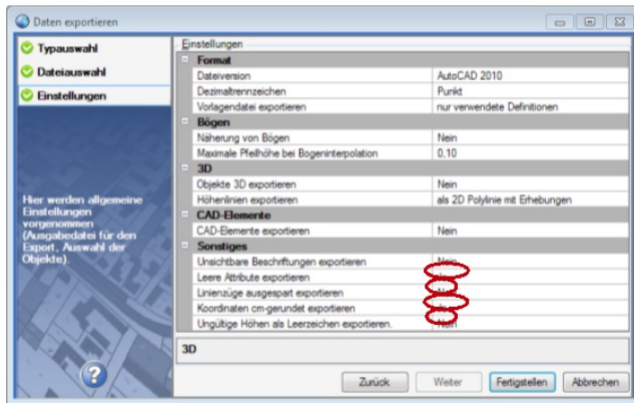 Daten exportieren
Typauswahl
Dateiauswahl
Einstellungen
Hier werden allgemeine
Einstellungen
vorgenommen
(Ausgabedatei für den
Export, Auswahl der
Objekte)
Einstellungen
Format
Dateiversion AutoCAD 2010
Dezimaltrennzeichen Punkt
Vorlagendatei exportieren nur verwendete Definitionen
Bögen
Näherung von Bögen Nein
Maximale Pfeilhöhe bei Bogeninterpolation 0,10
3D
Objekte 3D exportieren Nein
Höhenlinien exportieren als 2D Polylinie mit Erhebungen
CAD-Elemente
CAD-Elemente exportieren Nein
Sonstiges
Unsichtbare Beschriftungen exportieren Nein
Leere Attribute exportieren
Linienzüge ausgespart exportieren
Koordinaten cm-gerundet exportieren
Ungültige Höhen als Leerzeichen exportieren. Nein
3D
Zurück Weiter Fertigstellen Abbrechen